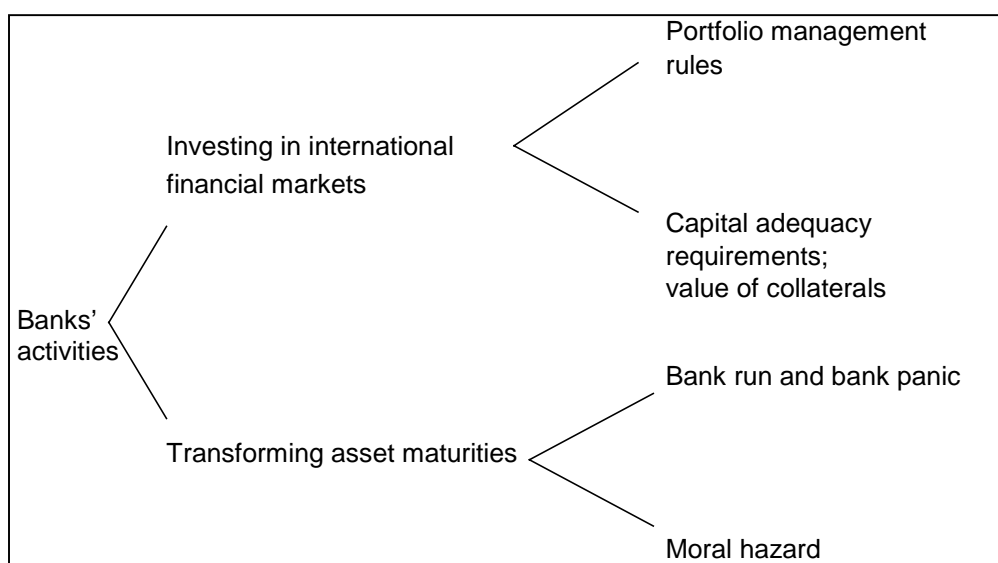 Portfolio management
rules
Investing in international
financial markets
Capital adequacy
requirements;
value of collaterals
Banks’
activities
Bank run and bank panic
Transforming asset maturities
Moral hazard